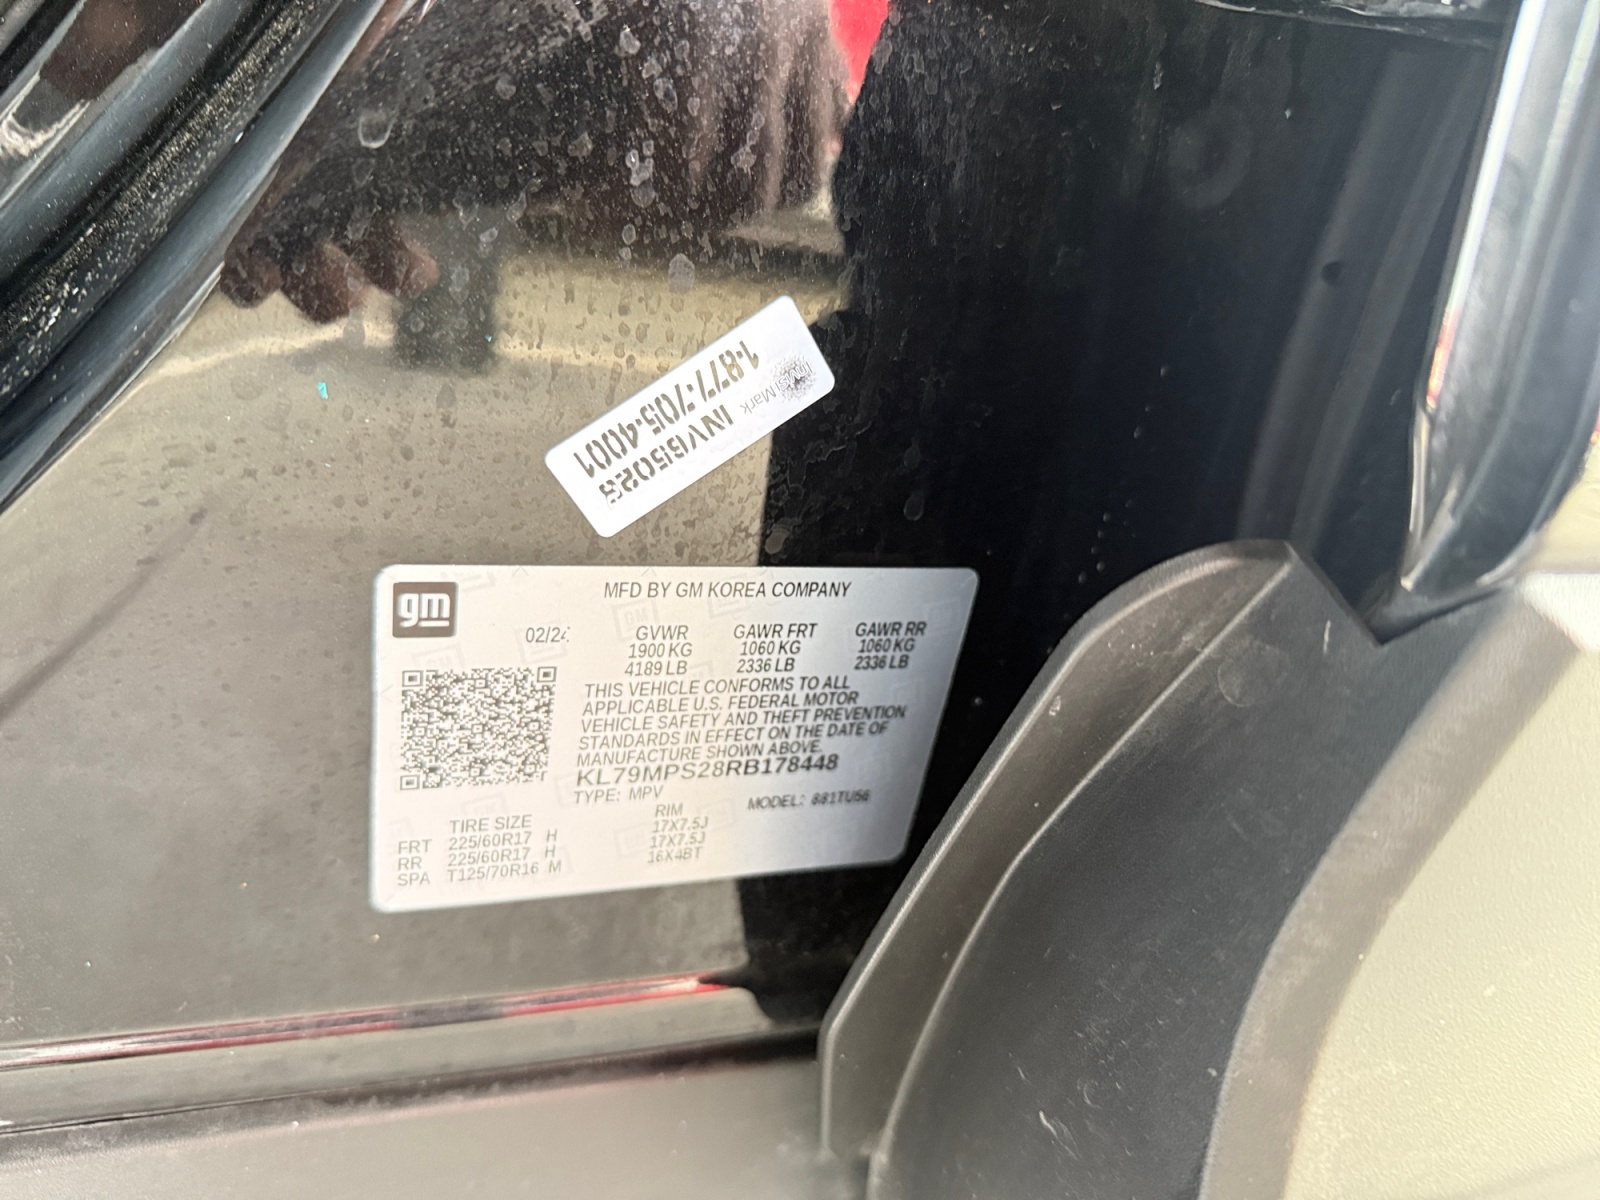 InvisiMark
1-877-705-4001
gm
MFD BY GM KOREA COMPANY
02/24 GVWR GAWR FRT GAWR RR
1900 KG 1060 KG 1060 KG
4189 LB 2336 LB 2336 LB
THIS VEHICLE CONFORMS TO ALL
APPLICABLE U.S. FEDERAL MOTOR
VEHICLE SAFETY AND THEFT PREVENTION
STANDARDS IN EFFECT ON THE DATE OF
MANUFACTURE SHOWN ABOVE.
KL79MPS28RB178448
TYPE: MPV MODEL:
TIRE SIZE RIM
FRT 225/60R17 H 17X7.5J
RR 225/60R17 H 17X7.5J
SPA T125/70R16 M 16X4BT